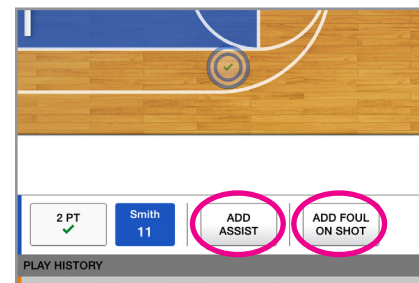 2 PT
Smith
11
ADD
ASSIST
ADD FOUL
ON SHOT
PLAY HISTORY